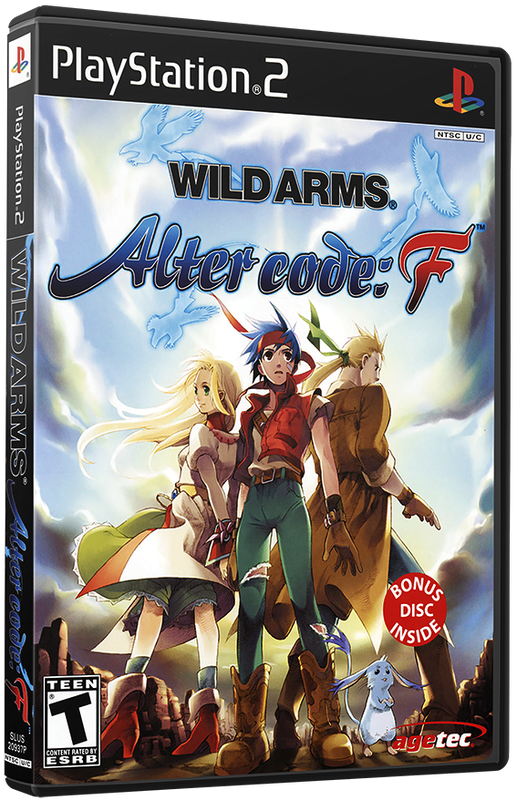 PlayStation®2
NTSC U/C
WILD ARMS®
Alter code: F™
BONUS
DISC
INSIDE
TEEN
T
CONTENT RATED BY
ESRB
agetec™
PlayStation®2
WILD ARMS®
Alter code: F
SLUS
20937P
NTSC U/C